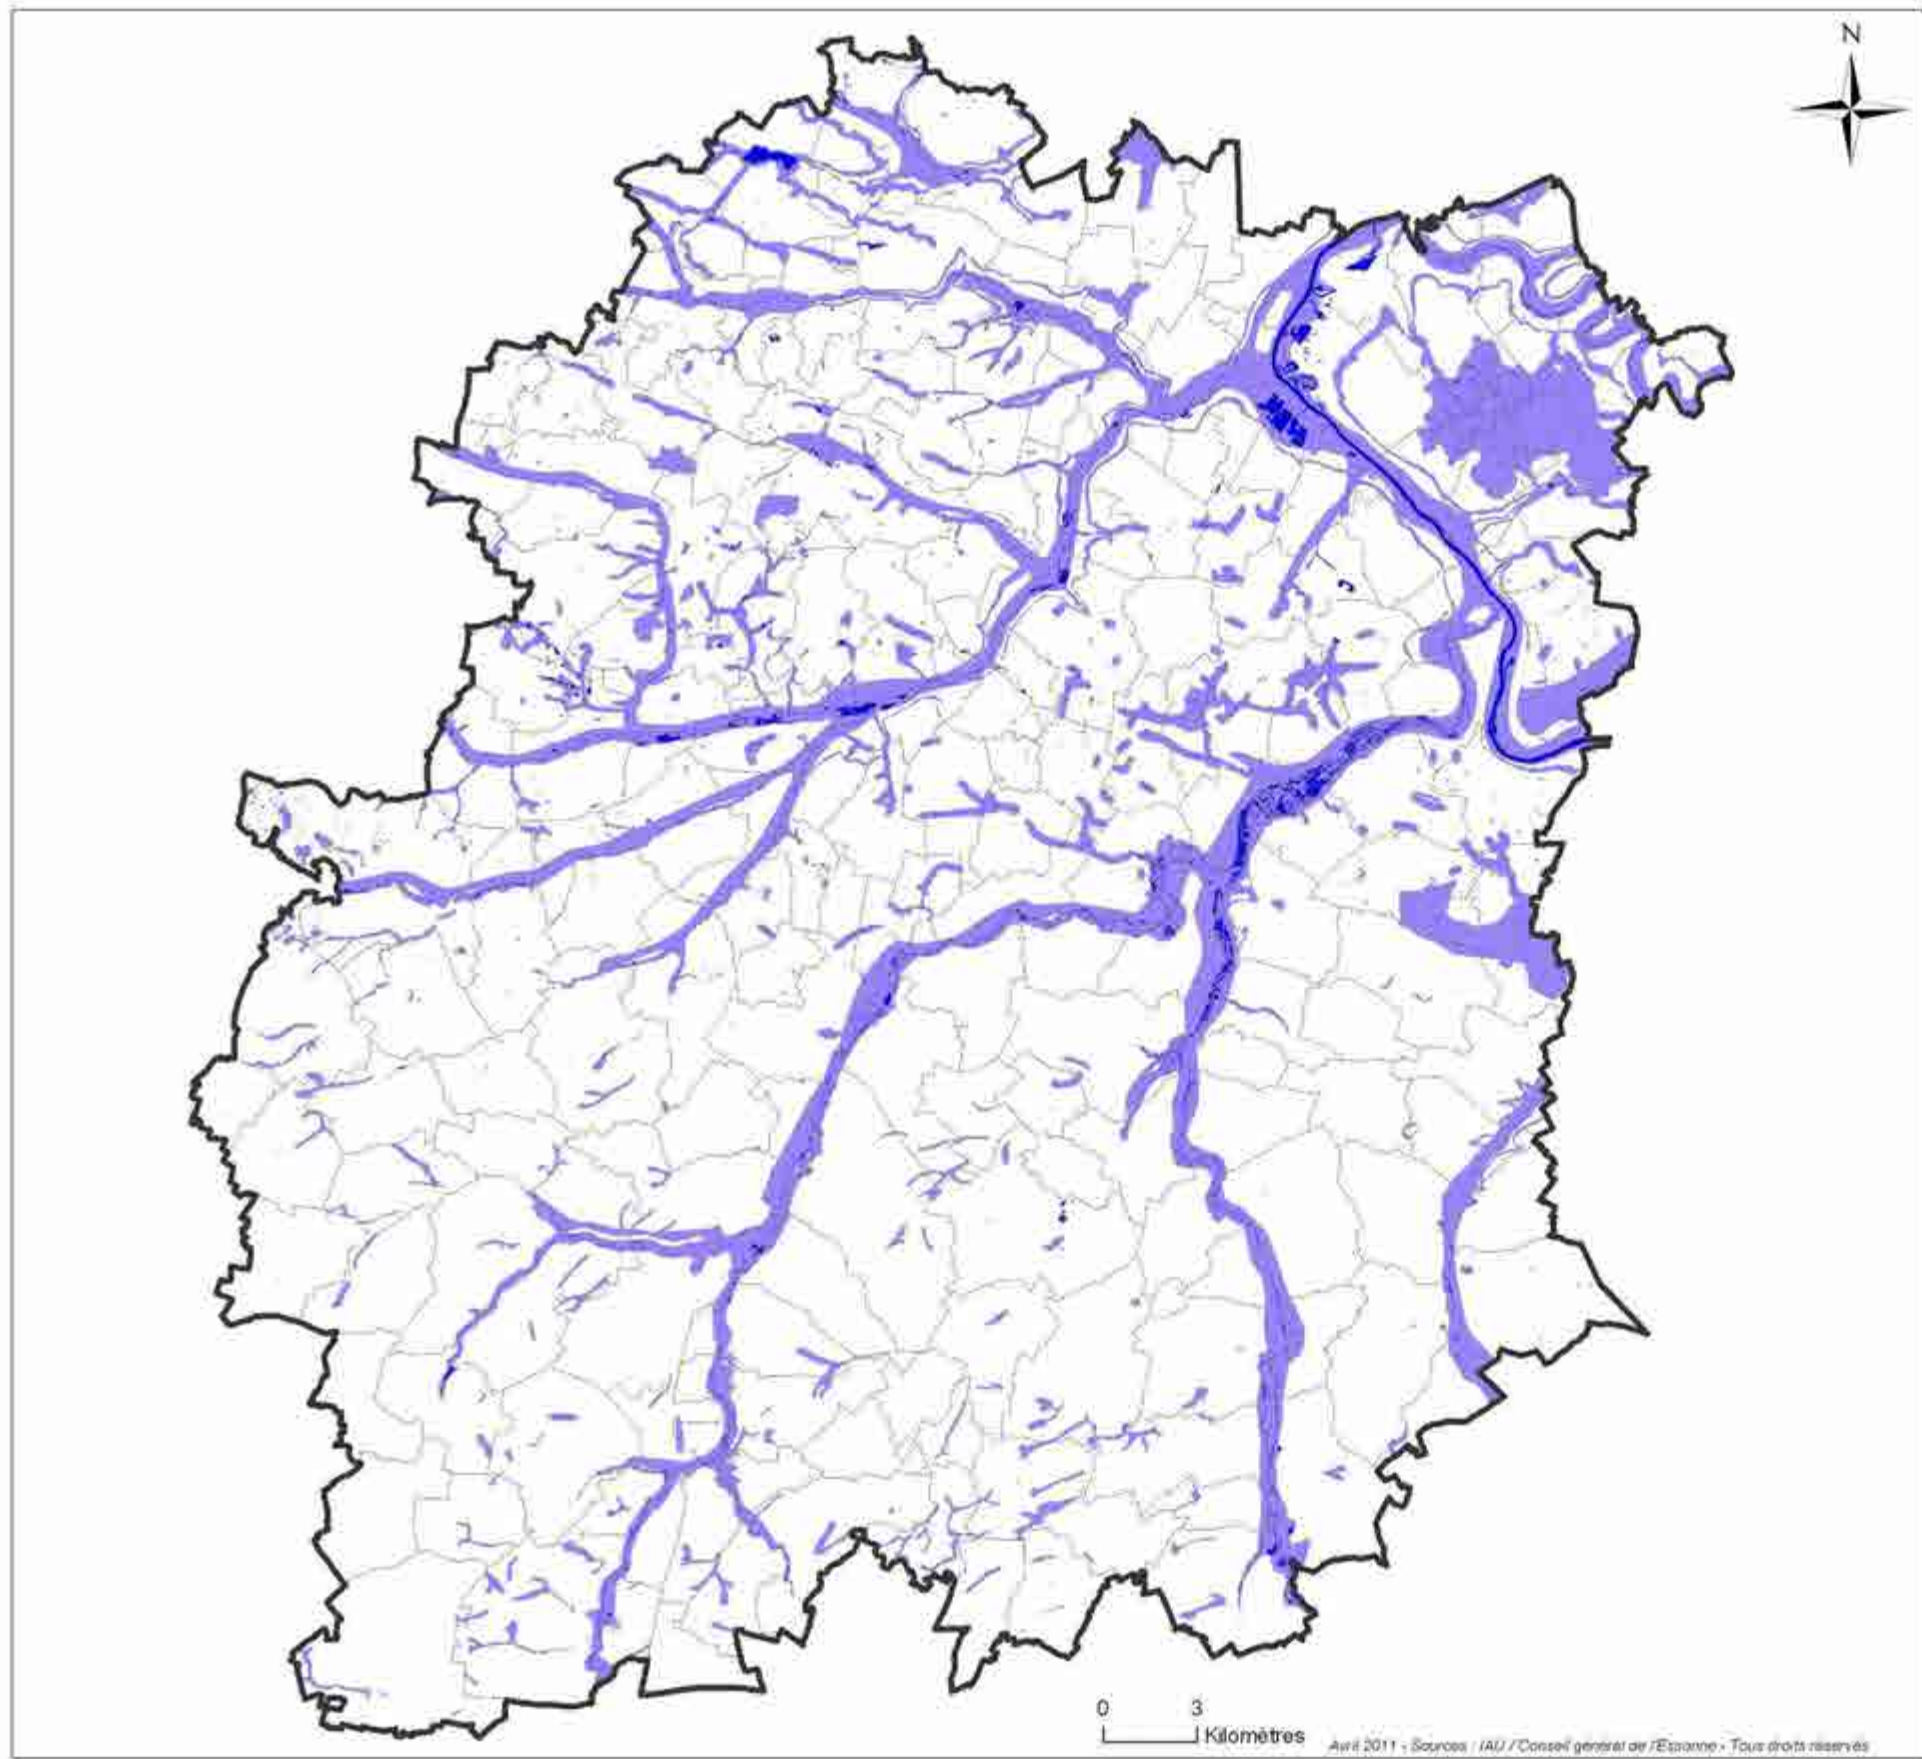 N
0 3
Kilomètres
Avril 2011 - Sources : IAU / Conseil général de l'Essonne - Tous droits réservés